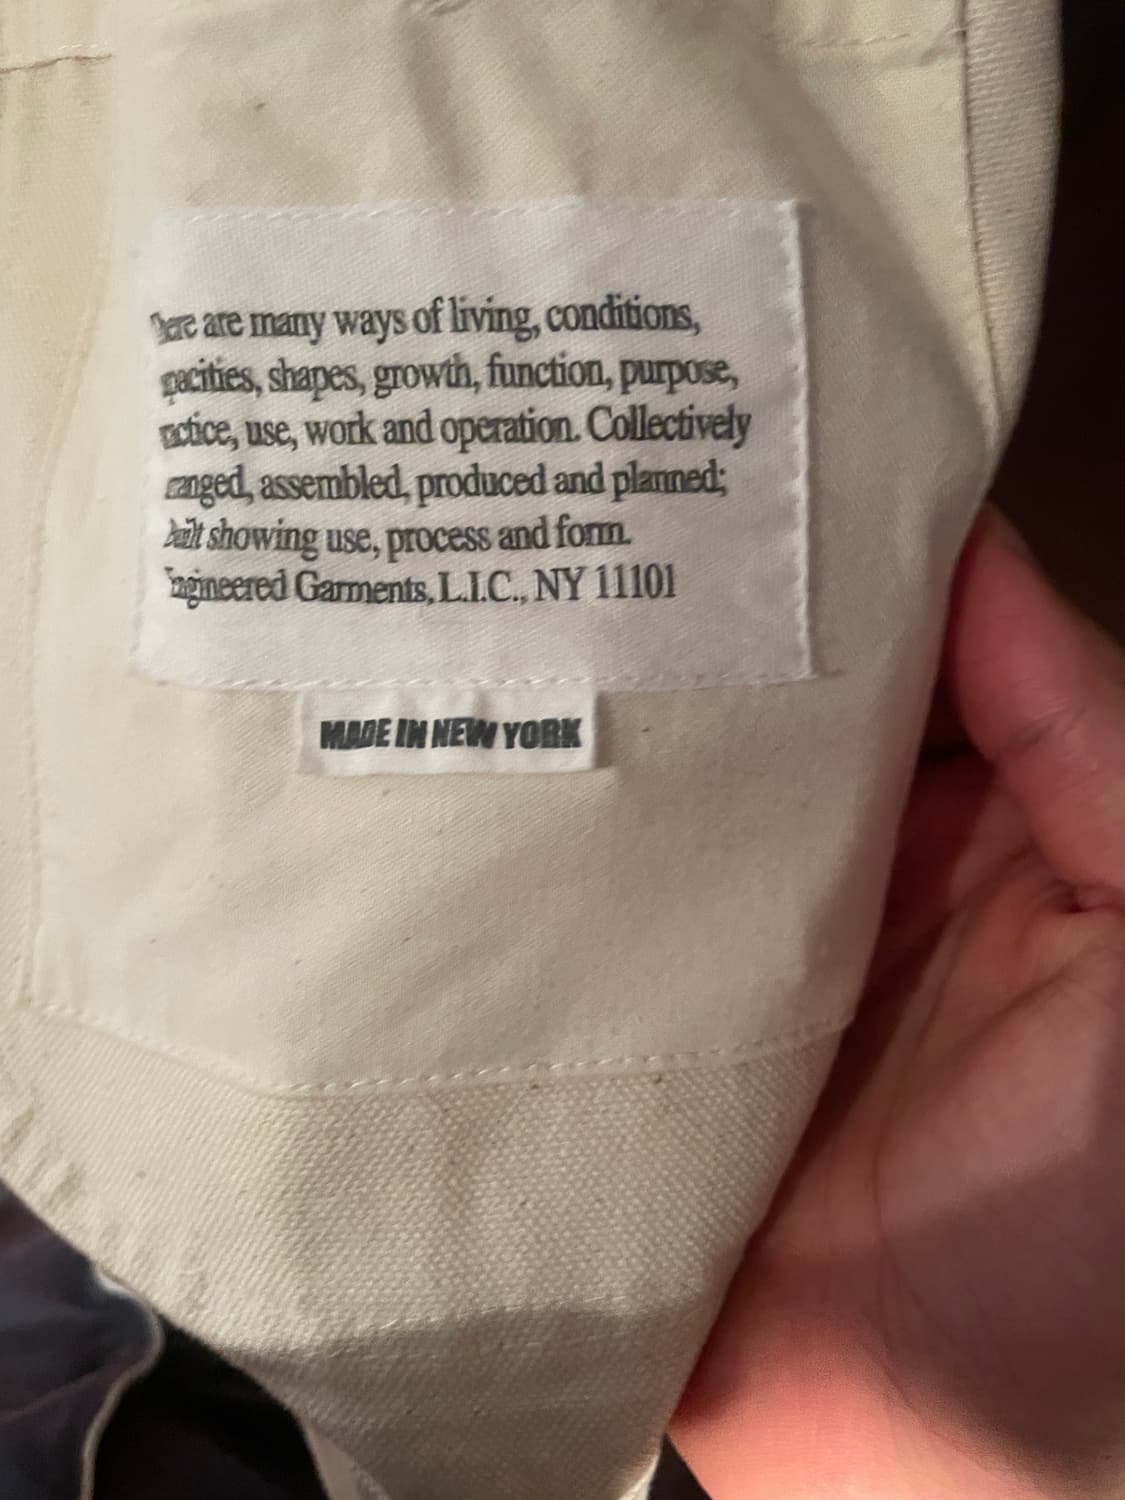 are many ways of living, conditions,
shapes, growth, function, purpose,
use, work and operation. Collectively
assembled, produced and planned;
showing use, process and form.
Engineered Garments, L.I.C., NY 11101
MADE IN NEW YORK